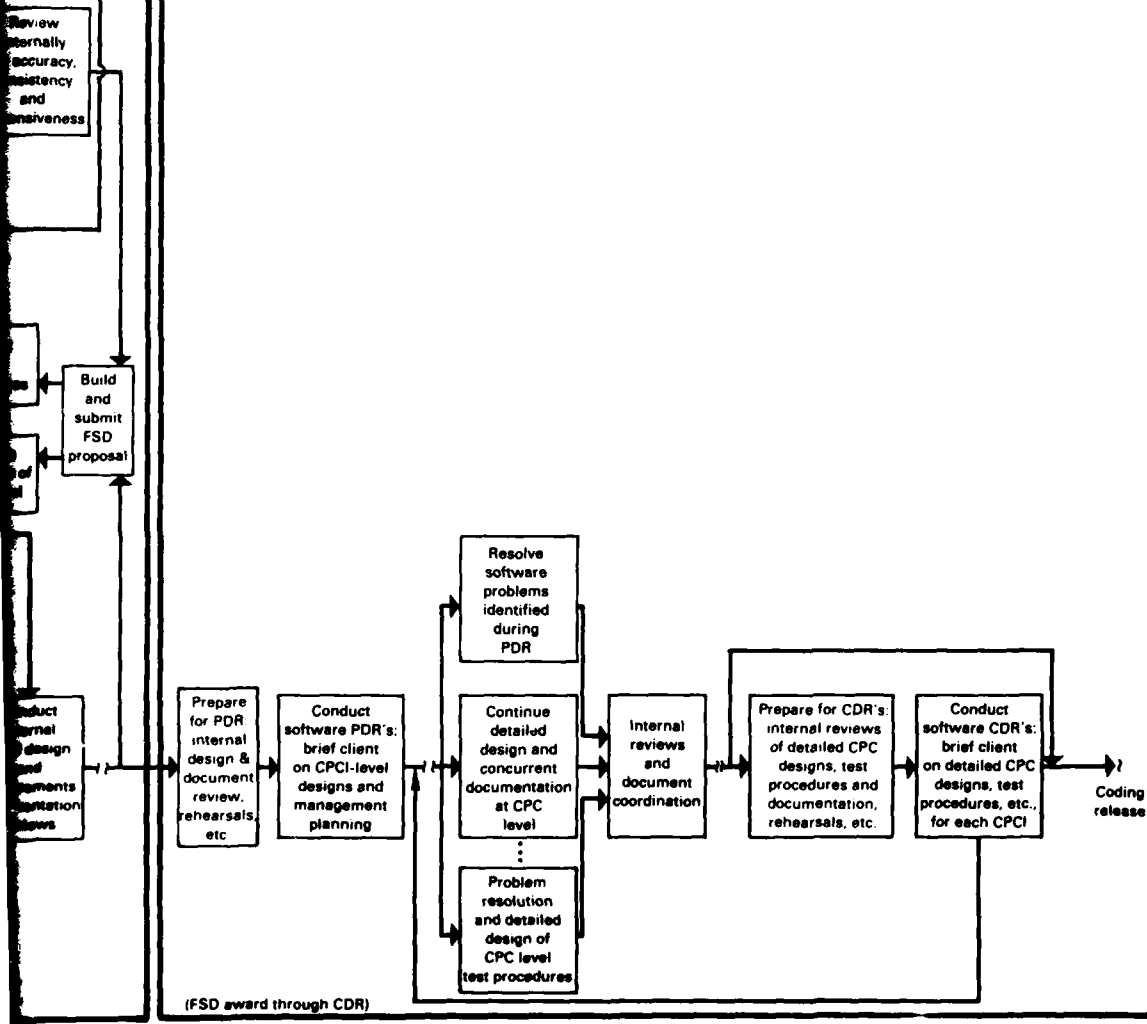 Review
accuracy,
and
Build
and
submit
FSD
proposal
of
design
Prepare
for PDR:
internal
design &
document
review,
rehearsals,
etc
Conduct
software PDR's:
brief client
on CPCI-level
designs and
management
planning
Resolve
software
problems
identified
during
PDR
Continue
detailed
design and
concurrent
documentation
at CPC
level
Problem
resolution
and detailed
design of
CPC level
test procedures
Internal
reviews
and
document
coordination
Prepare for CDR's:
internal reviews
of detailed CPC
designs, test
procedures and
documentation,
rehearsals, etc.
Conduct
software CDR's:
brief client
on detailed CPC
designs, test
procedures, etc.,
for each CPCI
Coding
release
(FSD award through CDR)